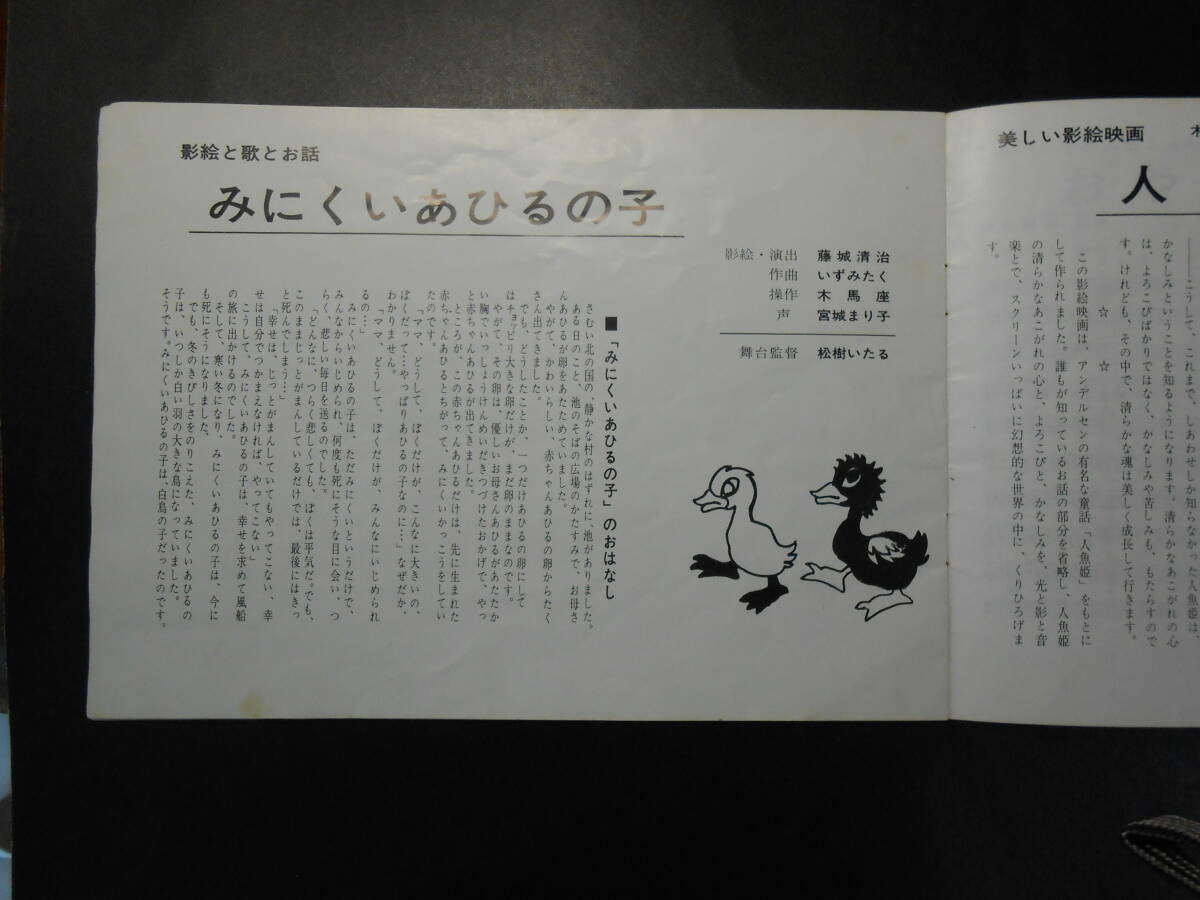 影絵と歌とお話
みにくいあひるの子
影絵・演出 藤城清治
作曲 いずみたく
操作 木馬座
声 宮城まり子
舞台監督 松樹いたる
■「みにくいあひるの子」のおはなし
さむい北の国の、静かな村のはずれに、池がありました。
ある日のこと、池のそばの広場のかたすみで、お母さ
んあひるが卵をあたためていました。
やがて、かわいらしい、赤ちゃんあひるの卵からたく
さん出てきました。
でも、どうしたことか、一つだけあひるの卵にして
はチョッピリ大きな卵だけが、まだ卵のままなのです。
やがて、その卵は、優しいお母さんあひるがあたたか
い胸でいっしょうけんめいだきつづけたおかげで、やっ
と赤ちゃんあひるが出てきました。
ところが、この赤ちゃんあひるだけは、先に生まれた
赤ちゃんあひるとちがって、みにくいかっこうをしてい
たのです。
「ママ、どうして、ぼくだけが、こんなに大きいの、
ぼくだって…やっぱりあひるの子なのに…」なぜだか、
わかりません。
「ママ、どうして、ぼくだけが、みんなにいじめられ
るの…」
みにくいあひるの子は、ただみにくいというだけで、
みんなからいじめられ、何度も死にそうな目に会い、つ
らく、悲しい毎日を送るのでした。
「どんなに、つらく悲しくても、ぼくは平気だ。でも、
このままじっとがまんしているだけでは、最後にはきっ
と死んでしまう…」
「幸せは、じっとがまんしていてもやってこない、幸
せは自分でつかまえなければ、やってこない」
こうして、みにくいあひるの子は、幸せを求めて風船
の旅に出かけるのでした。
そして、寒い冬になり、みにくいあひるの子は、今に
も死にそうになりました、
でも、冬のきびしさをのりこえた、みにくいあひるの
子は、いつしか白い羽の大きな鳥になっていました。
そうです。みにくいあひるの子は、白鳥の子だったのです。
美しい影絵映画
人
――こうして、これまで、しあわせしか知らなかった人魚姫は
かなしみということを知るようになります。清らかなあこがれの心
は、よろこびばかりではなく、かなしみや苦しみも、もたらすので
す。けれども、その中で、清らかな魂は美しく成長して行きます。
☆ ☆
この影絵映画は、アンデルセンの有名な童話「人魚姫」をもとに
して作られました。誰もが知っているお話の部分を省略し、人魚姫
の清らかなあこがれの心と、よろこびと、かなしみを、光と影と音
楽とで、スクリーンいっぱいに幻想的な世界の中に、くりひろげま
す。